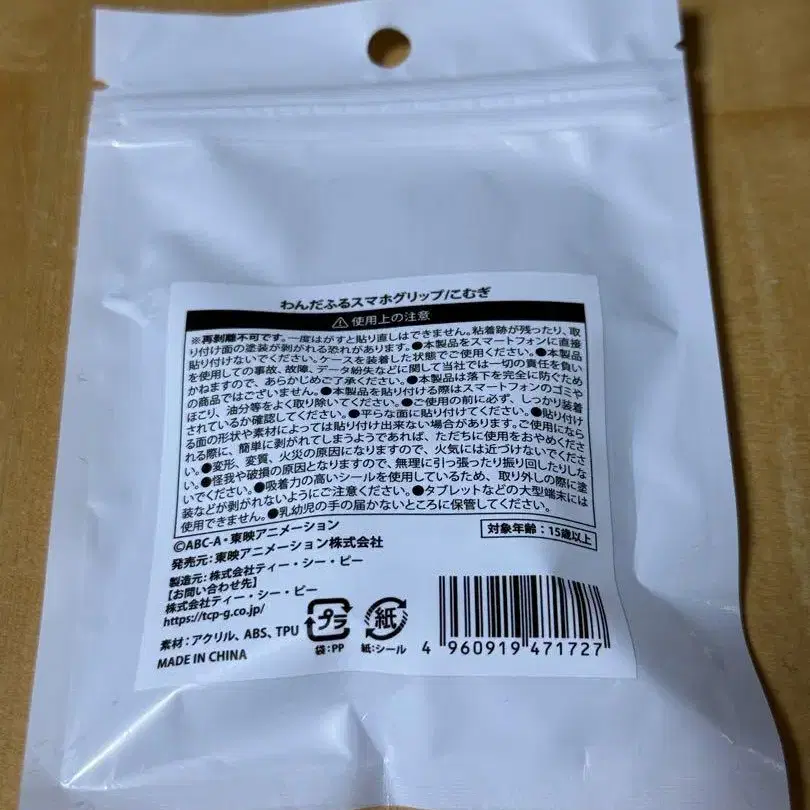 わんだふるスマホグリップ/こむぎ
⚠使用上の注意
※再剥離不可です。一度はがすと貼り直しはできません。粘着跡が残ったり、取
り付け面の塗装が剥がれる恐れがあります。●本製品をスマートフォンに直接
貼り付けないでください。ケースを装着した状態でご使用ください。●本製品
を使用しての事故、故障、データ紛失などに関して当社では一切の責任を負い
かねますので、あらかじめご了承ください。●本製品は落下を完全に防ぐため
の商品ではございません。●本製品を貼り付ける際はスマートフォンのゴミや
ほこり、油分等をよく取り除いてください。●ご使用の前に必ず、しっかり装着
されているか確認してください。●平らな面に貼り付けてください。●貼り付け
る面の形状や素材によっては貼り付け出来ない場合があります。ご使用になら
れる際に、簡単に剥がれてしまうようであれば、ただちに使用をおやめくださ
い。●変形、変質、火災の原因になりますので、火気には近づけないでくださ
い。●怪我や破損の原因となりますので、無理に引っ張ったり振り回したりしな
いでください。●吸着力の高いシールを使用しているため、取り外しの際に塗
装などが剥がれないようにご注意ください。●タブレットなどの大型端末には
使用できません。●乳幼児の手の届かないところに保管してください。
©ABC-A・東映アニメーション
対象年齢：15歳以上
発売元：東映アニメーション株式会社
製造元：株式会社ティー・シー・ピー
【お問い合わせ先】
株式会社ティー・シー・ピー
https://tcp-g.co.jp/
素材：アクリル、ABS、TPU
MADE IN CHINA
プラ
袋：PP
紙
紙：シール
4 960919 471727